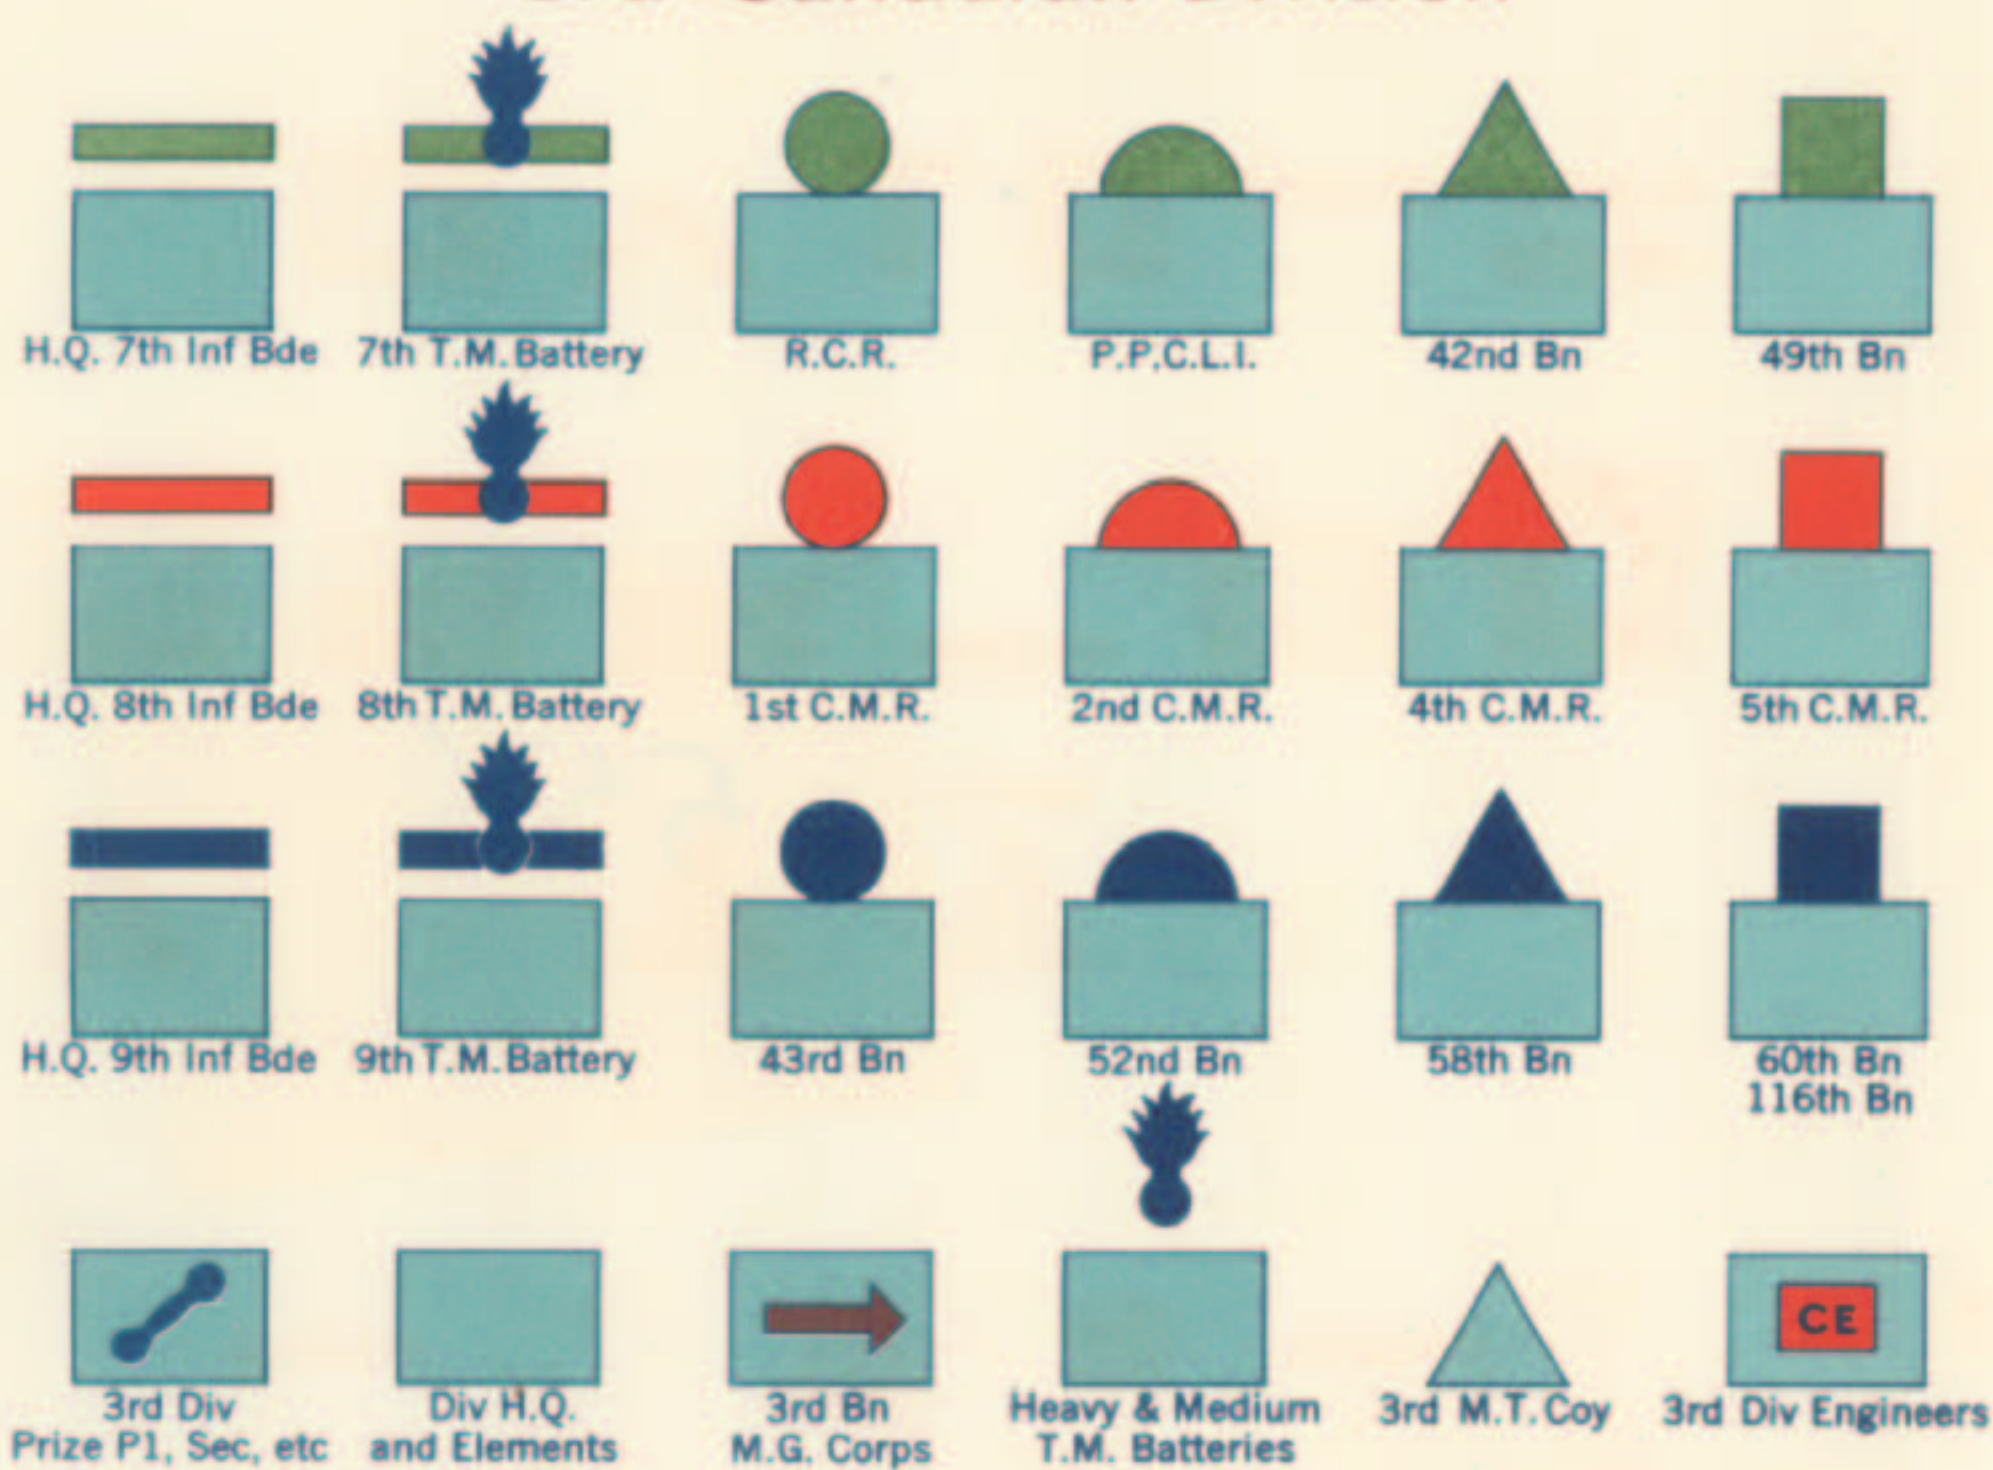 H.Q. 7th Inf Bde 7th T.M. Battery R.C.R. P.P.C.L.I. 42nd Bn 49th Bn
H.Q. 8th Inf Bde 8th T.M. Battery 1st C.M.R. 2nd C.M.R. 4th C.M.R. 5th C.M.R.
H.Q. 9th Inf Bde 9th T.M. Battery 43rd Bn 52nd Bn 58th Bn 60th Bn
116th Bn
CE
3rd Div Div H.Q. 3rd Bn Heavy & Medium 3rd M.T. Coy 3rd Div Engineers
Prize Pl, Sec, etc and Elements M.G. Corps T.M. Batteries